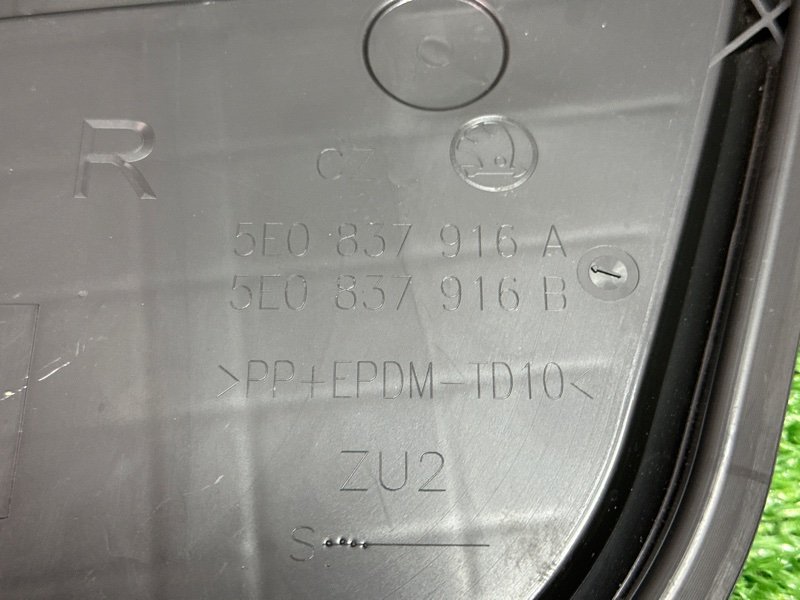 R
CZ
5E0 837 916 A
5E0 837 916 B
>PP+EPDM-TD10<
ZU2
S